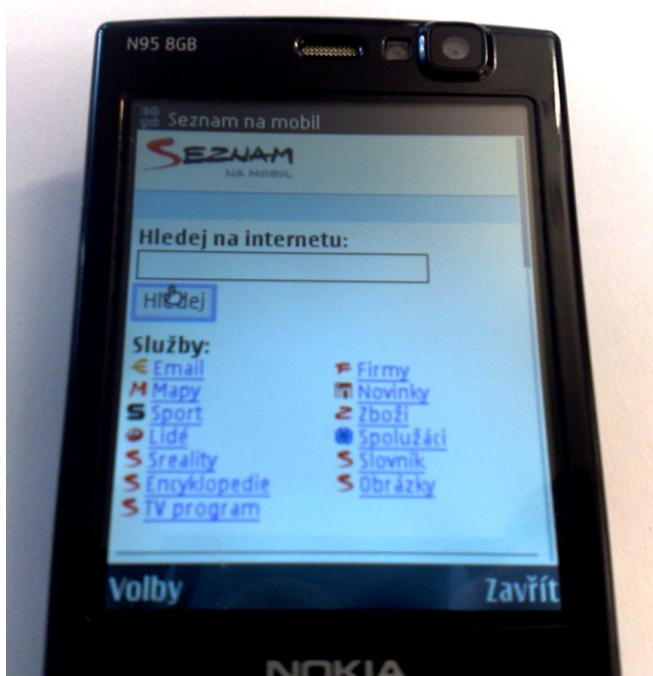 N95 8GB
3G
Seznam na mobil
SEZNAM
NA MOBIL
Hledej na internetu:
Hledej
Služby:
Email Firmy
Mapy Novinky
Sport Zboží
Lidé Spolužáci
Sreality Slovník
Encyklopedie Obrázky
TV program
Volby Zavřít
NOKIA